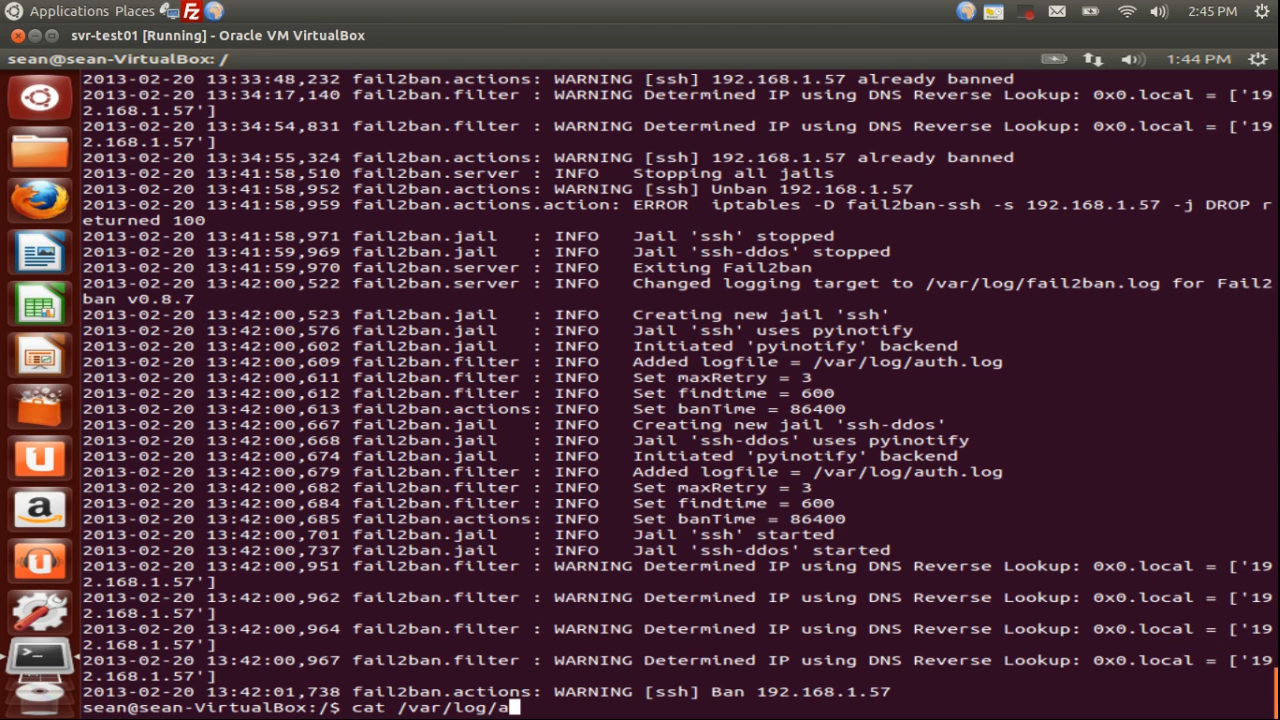 Applications Places 2:45 PM
svr-test01 [Running] - Oracle VM VirtualBox
sean@sean-VirtualBox: / 1:44 PM
2013-02-20 13:33:48,232 fail2ban.actions: WARNING [ssh] 192.168.1.57 already banned
2013-02-20 13:34:17,140 fail2ban.filter : WARNING Determined IP using DNS Reverse Lookup: 0x0.local = ['19
2.168.1.57']
2013-02-20 13:34:54,831 fail2ban.filter : WARNING Determined IP using DNS Reverse Lookup: 0x0.local = ['19
2.168.1.57']
2013-02-20 13:34:55,324 fail2ban.actions: WARNING [ssh] 192.168.1.57 already banned
2013-02-20 13:41:58,510 fail2ban.server : INFO   Stopping all jails
2013-02-20 13:41:58,952 fail2ban.actions: WARNING [ssh] Unban 192.168.1.57
2013-02-20 13:41:58,959 fail2ban.actions.action: ERROR  iptables -D fail2ban-ssh -s 192.168.1.57 -j DROP r
eturned 100
2013-02-20 13:41:58,971 fail2ban.jail   : INFO   Jail 'ssh' stopped
2013-02-20 13:41:59,969 fail2ban.jail   : INFO   Jail 'ssh-ddos' stopped
2013-02-20 13:41:59,970 fail2ban.server : INFO   Exiting Fail2ban
2013-02-20 13:42:00,522 fail2ban.server : INFO   Changed logging target to /var/log/fail2ban.log for Fail2
ban v0.8.7
2013-02-20 13:42:00,523 fail2ban.jail   : INFO   Creating new jail 'ssh'
2013-02-20 13:42:00,576 fail2ban.jail   : INFO   Jail 'ssh' uses pyinotify
2013-02-20 13:42:00,602 fail2ban.jail   : INFO   Initiated 'pyinotify' backend
2013-02-20 13:42:00,609 fail2ban.filter : INFO   Added logfile = /var/log/auth.log
2013-02-20 13:42:00,611 fail2ban.filter : INFO   Set maxRetry = 3
2013-02-20 13:42:00,612 fail2ban.filter : INFO   Set findtime = 600
2013-02-20 13:42:00,613 fail2ban.actions: INFO   Set banTime = 86400
2013-02-20 13:42:00,667 fail2ban.jail   : INFO   Creating new jail 'ssh-ddos'
2013-02-20 13:42:00,668 fail2ban.jail   : INFO   Jail 'ssh-ddos' uses pyinotify
2013-02-20 13:42:00,674 fail2ban.jail   : INFO   Initiated 'pyinotify' backend
2013-02-20 13:42:00,679 fail2ban.filter : INFO   Added logfile = /var/log/auth.log
2013-02-20 13:42:00,682 fail2ban.filter : INFO   Set maxRetry = 3
2013-02-20 13:42:00,684 fail2ban.filter : INFO   Set findtime = 600
2013-02-20 13:42:00,685 fail2ban.actions: INFO   Set banTime = 86400
2013-02-20 13:42:00,701 fail2ban.jail   : INFO   Jail 'ssh' started
2013-02-20 13:42:00,737 fail2ban.jail   : INFO   Jail 'ssh-ddos' started
2013-02-20 13:42:00,951 fail2ban.filter : WARNING Determined IP using DNS Reverse Lookup: 0x0.local = ['19
2.168.1.57']
2013-02-20 13:42:00,962 fail2ban.filter : WARNING Determined IP using DNS Reverse Lookup: 0x0.local = ['19
2.168.1.57']
2013-02-20 13:42:00,964 fail2ban.filter : WARNING Determined IP using DNS Reverse Lookup: 0x0.local = ['19
2.168.1.57']
2013-02-20 13:42:00,967 fail2ban.filter : WARNING Determined IP using DNS Reverse Lookup: 0x0.local = ['19
2.168.1.57']
2013-02-20 13:42:01,738 fail2ban.actions: WARNING [ssh] Ban 192.168.1.57
sean@sean-VirtualBox:/$ cat /var/log/a